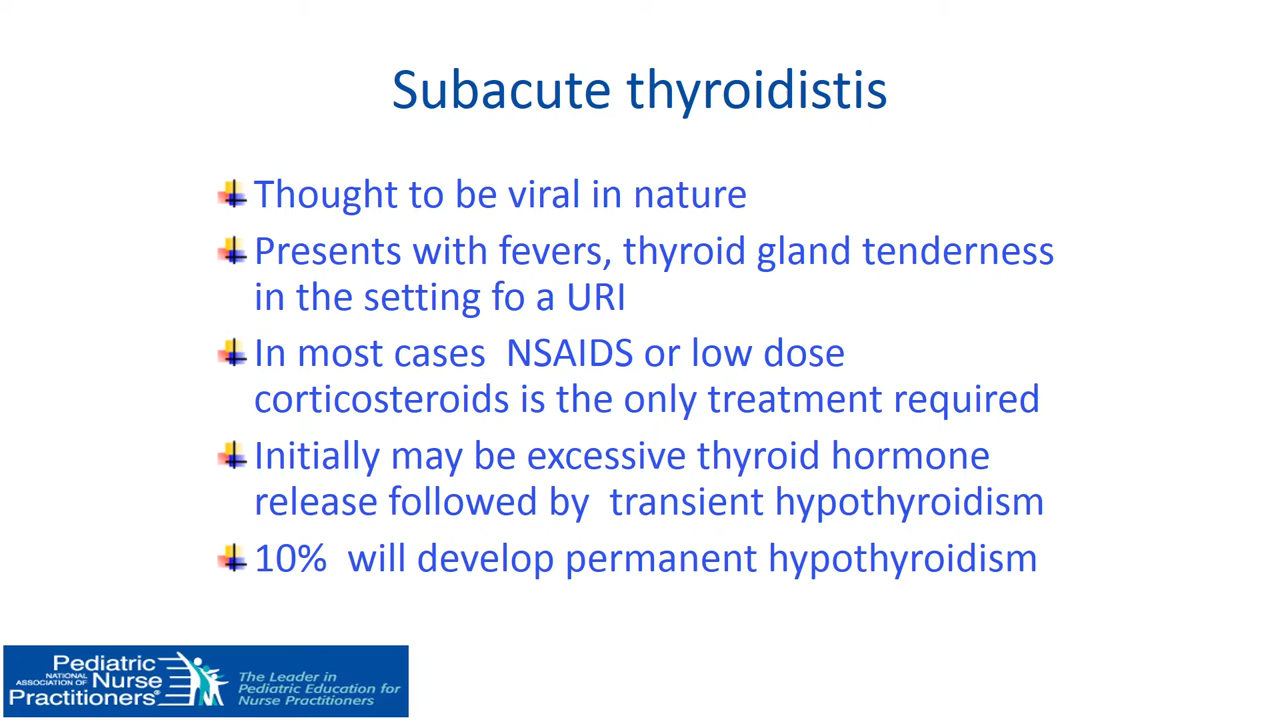 Subacute thyroidistis
Thought to be viral in nature
Presents with fevers, thyroid gland tenderness
in the setting fo a URI
In most cases  NSAIDS or low dose
corticosteroids is the only treatment required
Initially may be excessive thyroid hormone
release followed by  transient hypothyroidism
10%  will develop permanent hypothyroidism
Pediatric
NATIONAL
ASSOCIATION OF
Nurse
Practitioners®
The Leader in
Pediatric Education for
Nurse Practitioners